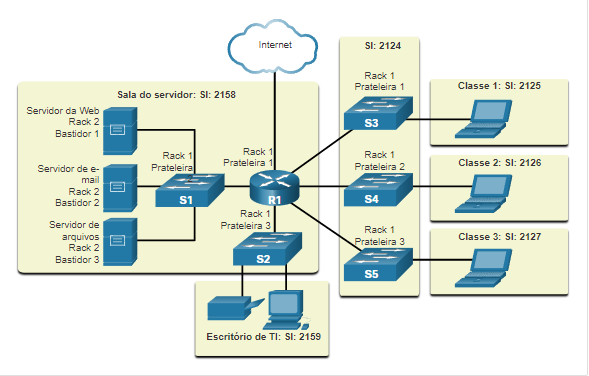 Internet
SI: 2124
Sala do servidor: SI: 2158
Servidor da Web
Rack 2
Bastidor 1
Servidor de e-
mail
Rack 2
Bastidor 2
Servidor de
arquivos
Rack 2
Bastidor 3
Rack 1
Prateleira
S1
Rack 1
Prateleira 1
R1
Rack 1
Prateleira 3
S2
Escritório de TI: SI: 2159
Rack 1
Prateleira 1
S3
Rack 1
Prateleira 2
S4
Rack 1
Prateleira 3
S5
Classe 1: SI: 2125
Classe 2: SI: 2126
Classe 3: SI: 2127